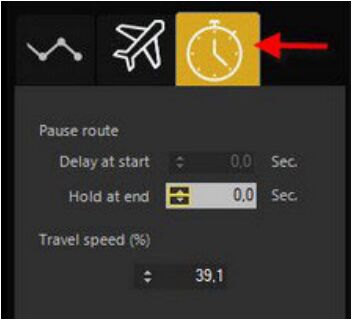 Pause route
Delay at start 0,0 Sec.
Hold at end 0,0 Sec.
Travel speed (%)
39,1